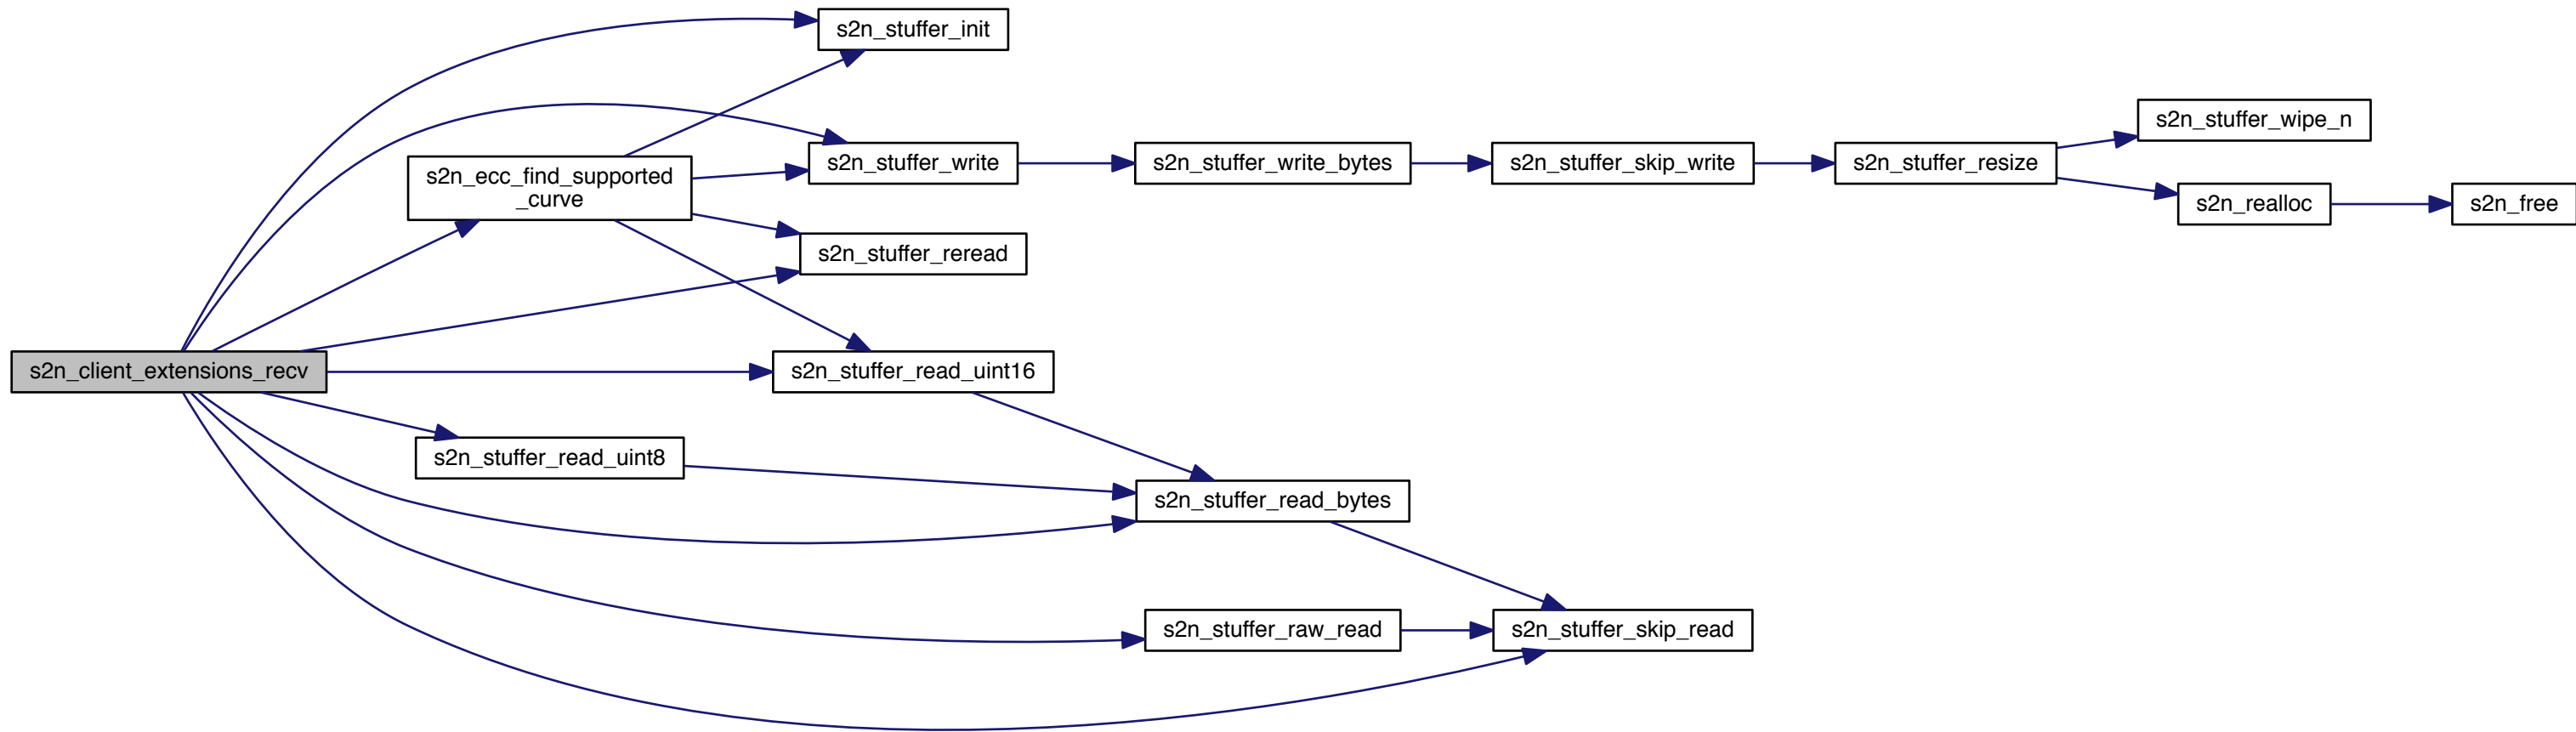 s2n_stuffer_init
s2n_stuffer_wipe_n
s2n_stuffer_write
s2n_stuffer_write_bytes
s2n_stuffer_skip_write
s2n_stuffer_resize
s2n_ecc_find_supported
_curve
s2n_realloc
s2n_free
s2n_stuffer_reread
s2n_client_extensions_recv
s2n_stuffer_read_uint16
s2n_stuffer_read_uint8
s2n_stuffer_read_bytes
s2n_stuffer_raw_read
s2n_stuffer_skip_read